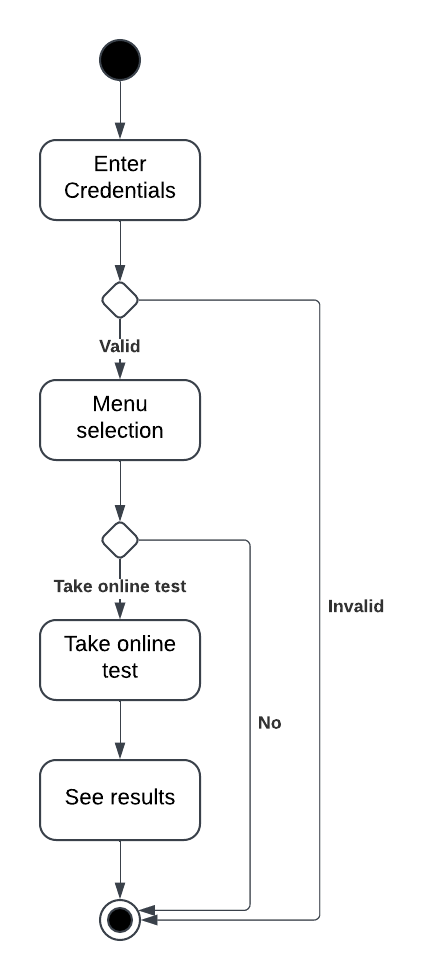 Enter
Credentials
Valid
Menu
selection
Take online test
Invalid
Take online
test
No
See results